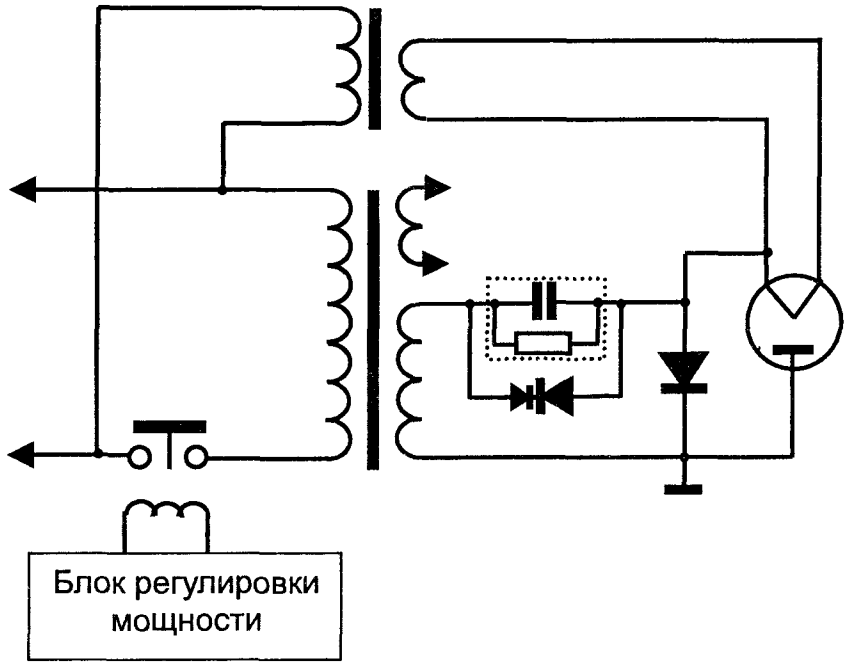 Блок регулировки
мощности